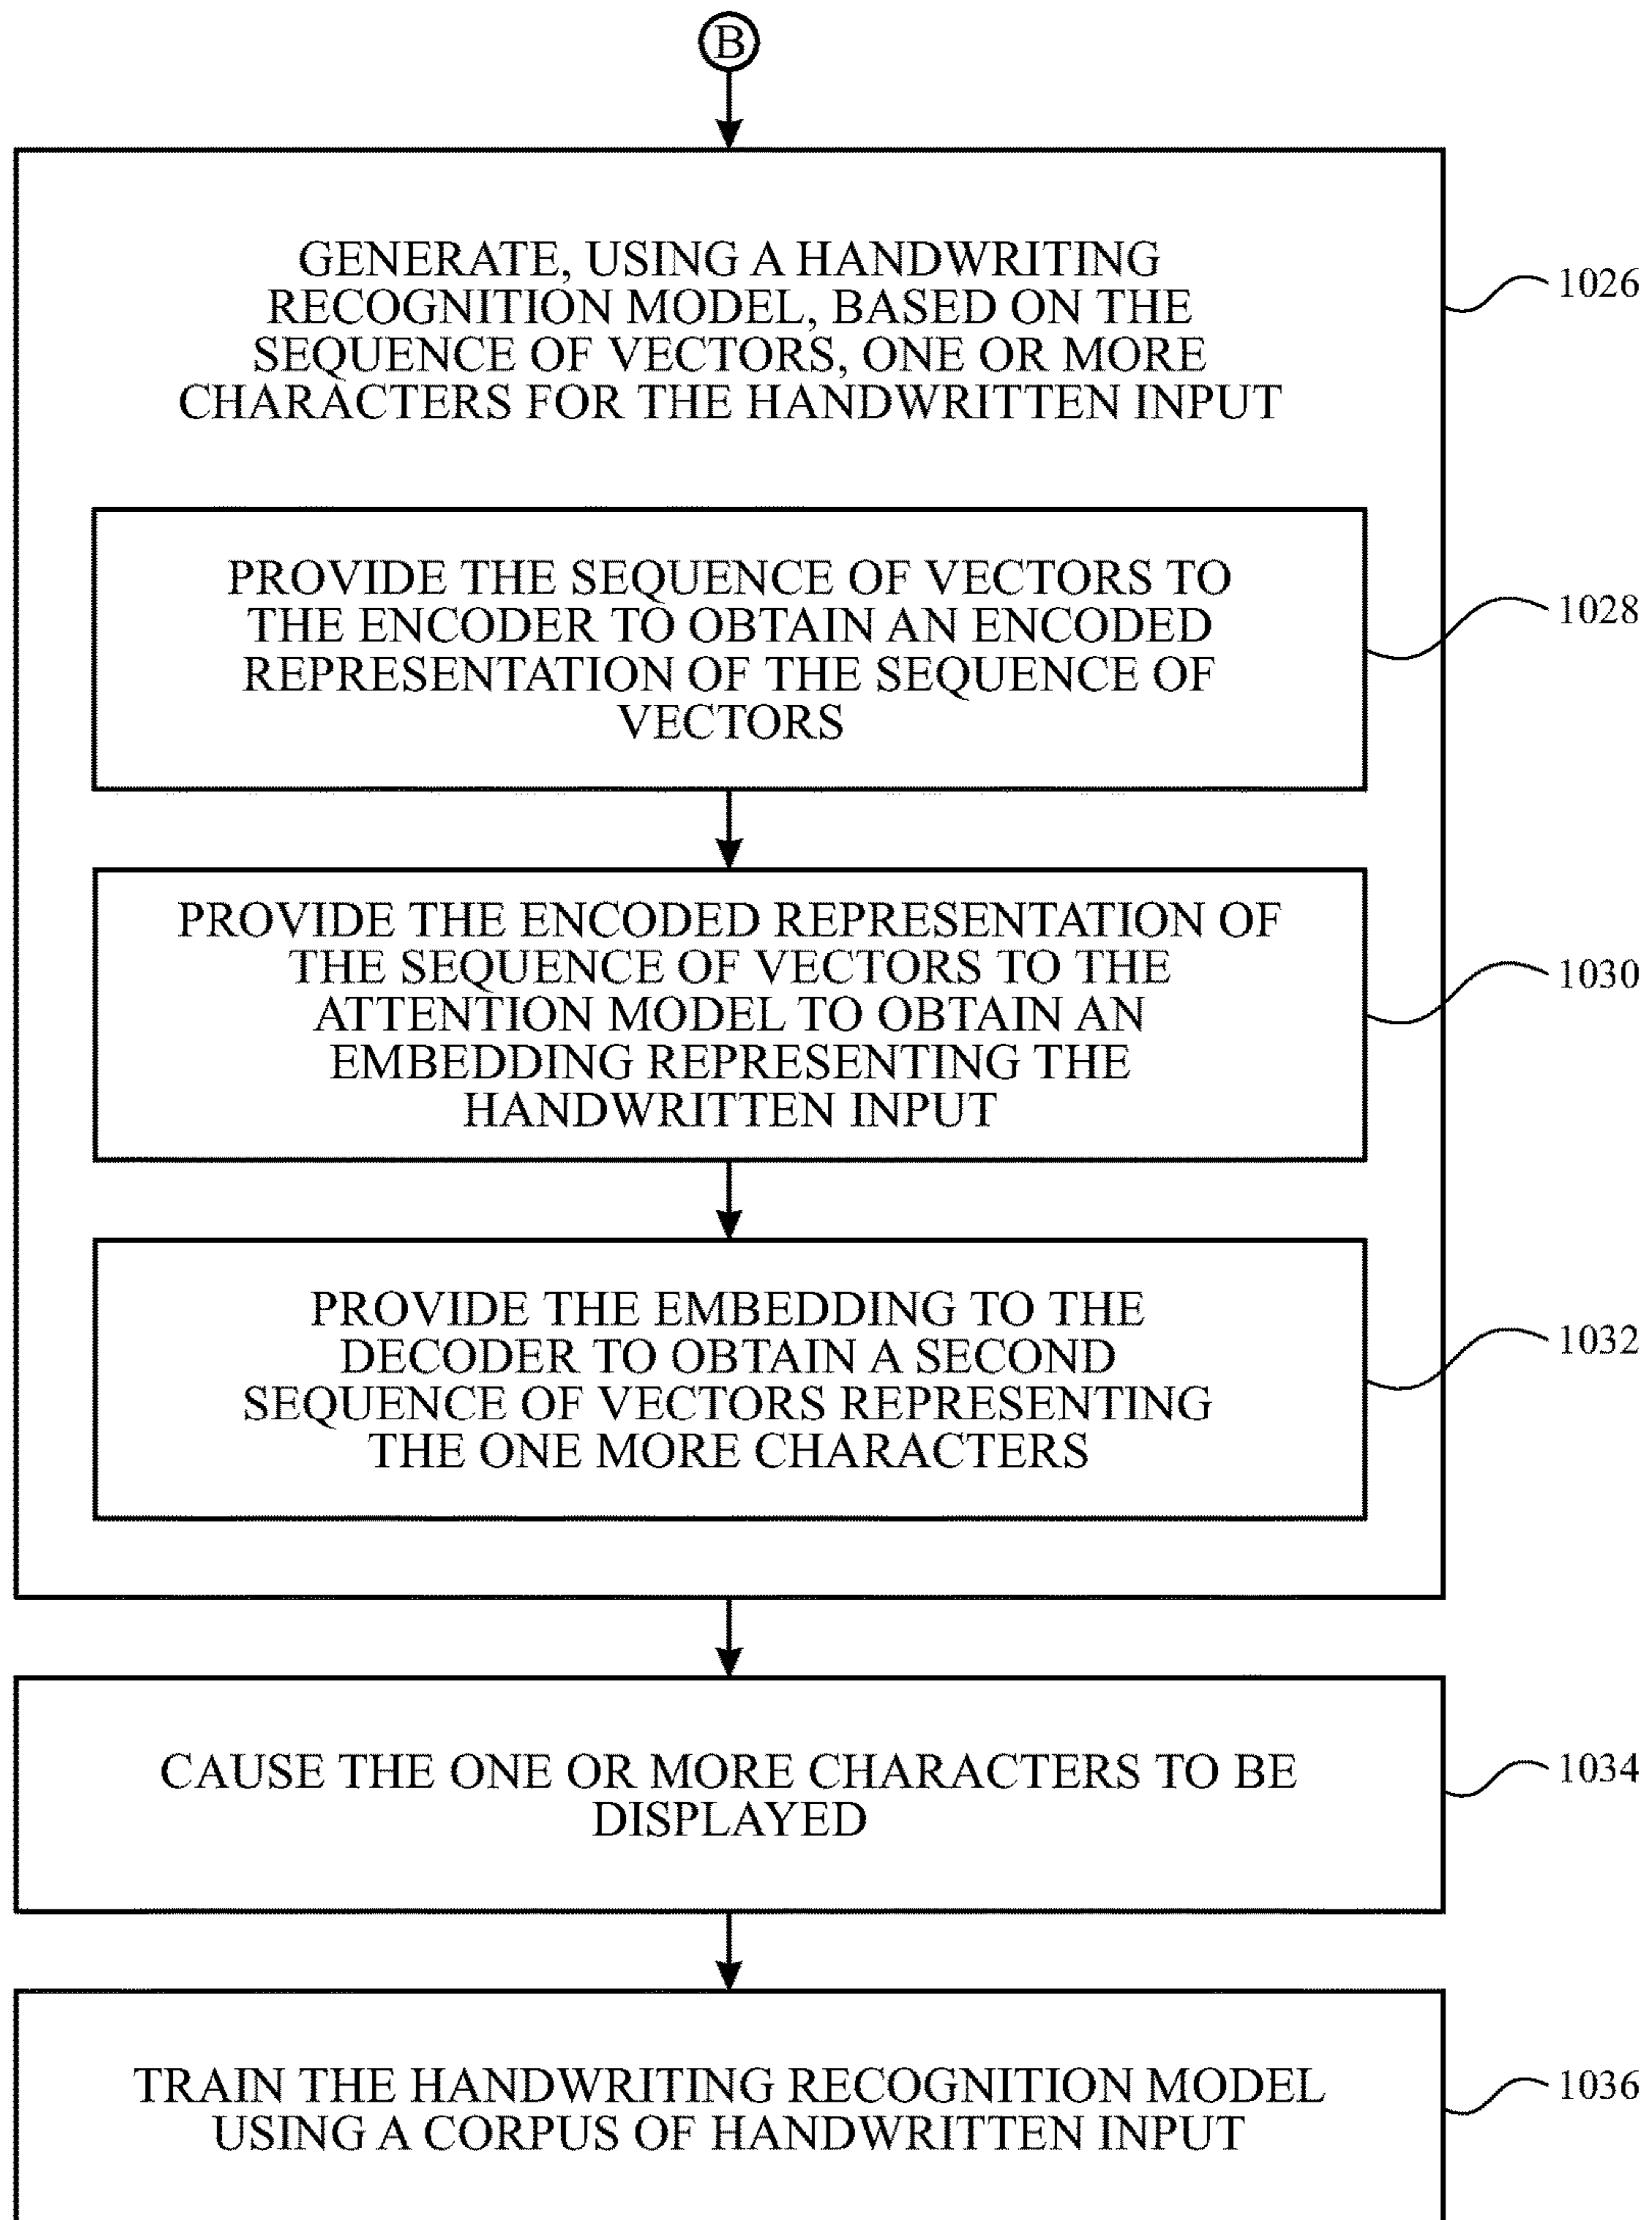 B
GENERATE, USING A HANDWRITING
RECOGNITION MODEL, BASED ON THE
SEQUENCE OF VECTORS, ONE OR MORE
CHARACTERS FOR THE HANDWRITTEN INPUT
1026
PROVIDE THE SEQUENCE OF VECTORS TO
THE ENCODER TO OBTAIN AN ENCODED
REPRESENTATION OF THE SEQUENCE OF
VECTORS
1028
PROVIDE THE ENCODED REPRESENTATION OF
THE SEQUENCE OF VECTORS TO THE
ATTENTION MODEL TO OBTAIN AN
EMBEDDING REPRESENTING THE
HANDWRITTEN INPUT
1030
PROVIDE THE EMBEDDING TO THE
DECODER TO OBTAIN A SECOND
SEQUENCE OF VECTORS REPRESENTING
THE ONE MORE CHARACTERS
1032
CAUSE THE ONE OR MORE CHARACTERS TO BE
DISPLAYED
1034
TRAIN THE HANDWRITING RECOGNITION MODEL
USING A CORPUS OF HANDWRITTEN INPUT
1036